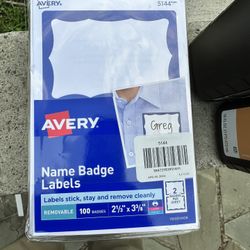 AVERY
5144
AVERY
Greg
5144
Name Badge
Labels
Labels stick, stay and remove cleanly
REMOVABLE 100 BADGES 2⅓" x 3⅜"
2